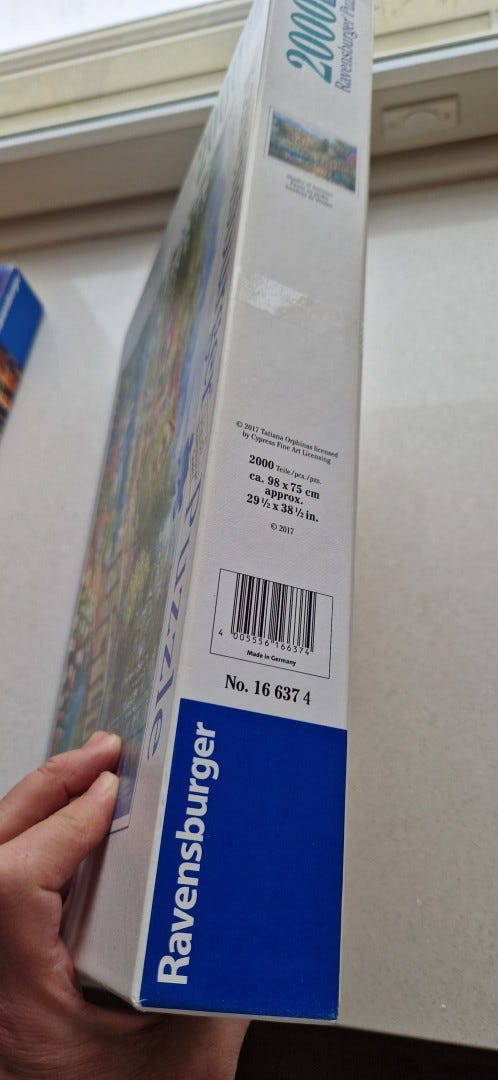 2000
Ravensburger
© 2017 Tatiana Orphinas licensed
by Cypress Fine Art Licensing
2000 Teile/pcs./pzs.
ca. 98 x 75 cm
approx.
29 ½ x 38 ½ in.
© 2017
4 005556 166374
Made in Germany
No. 16 637 4
Ravensburger
Puzzle